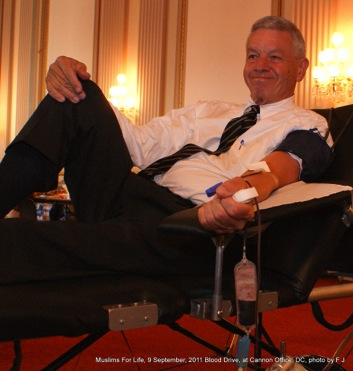 Muslims For Life, 9 September, 2011 Blood Drive, at Cannon Office, DC, photo by F J